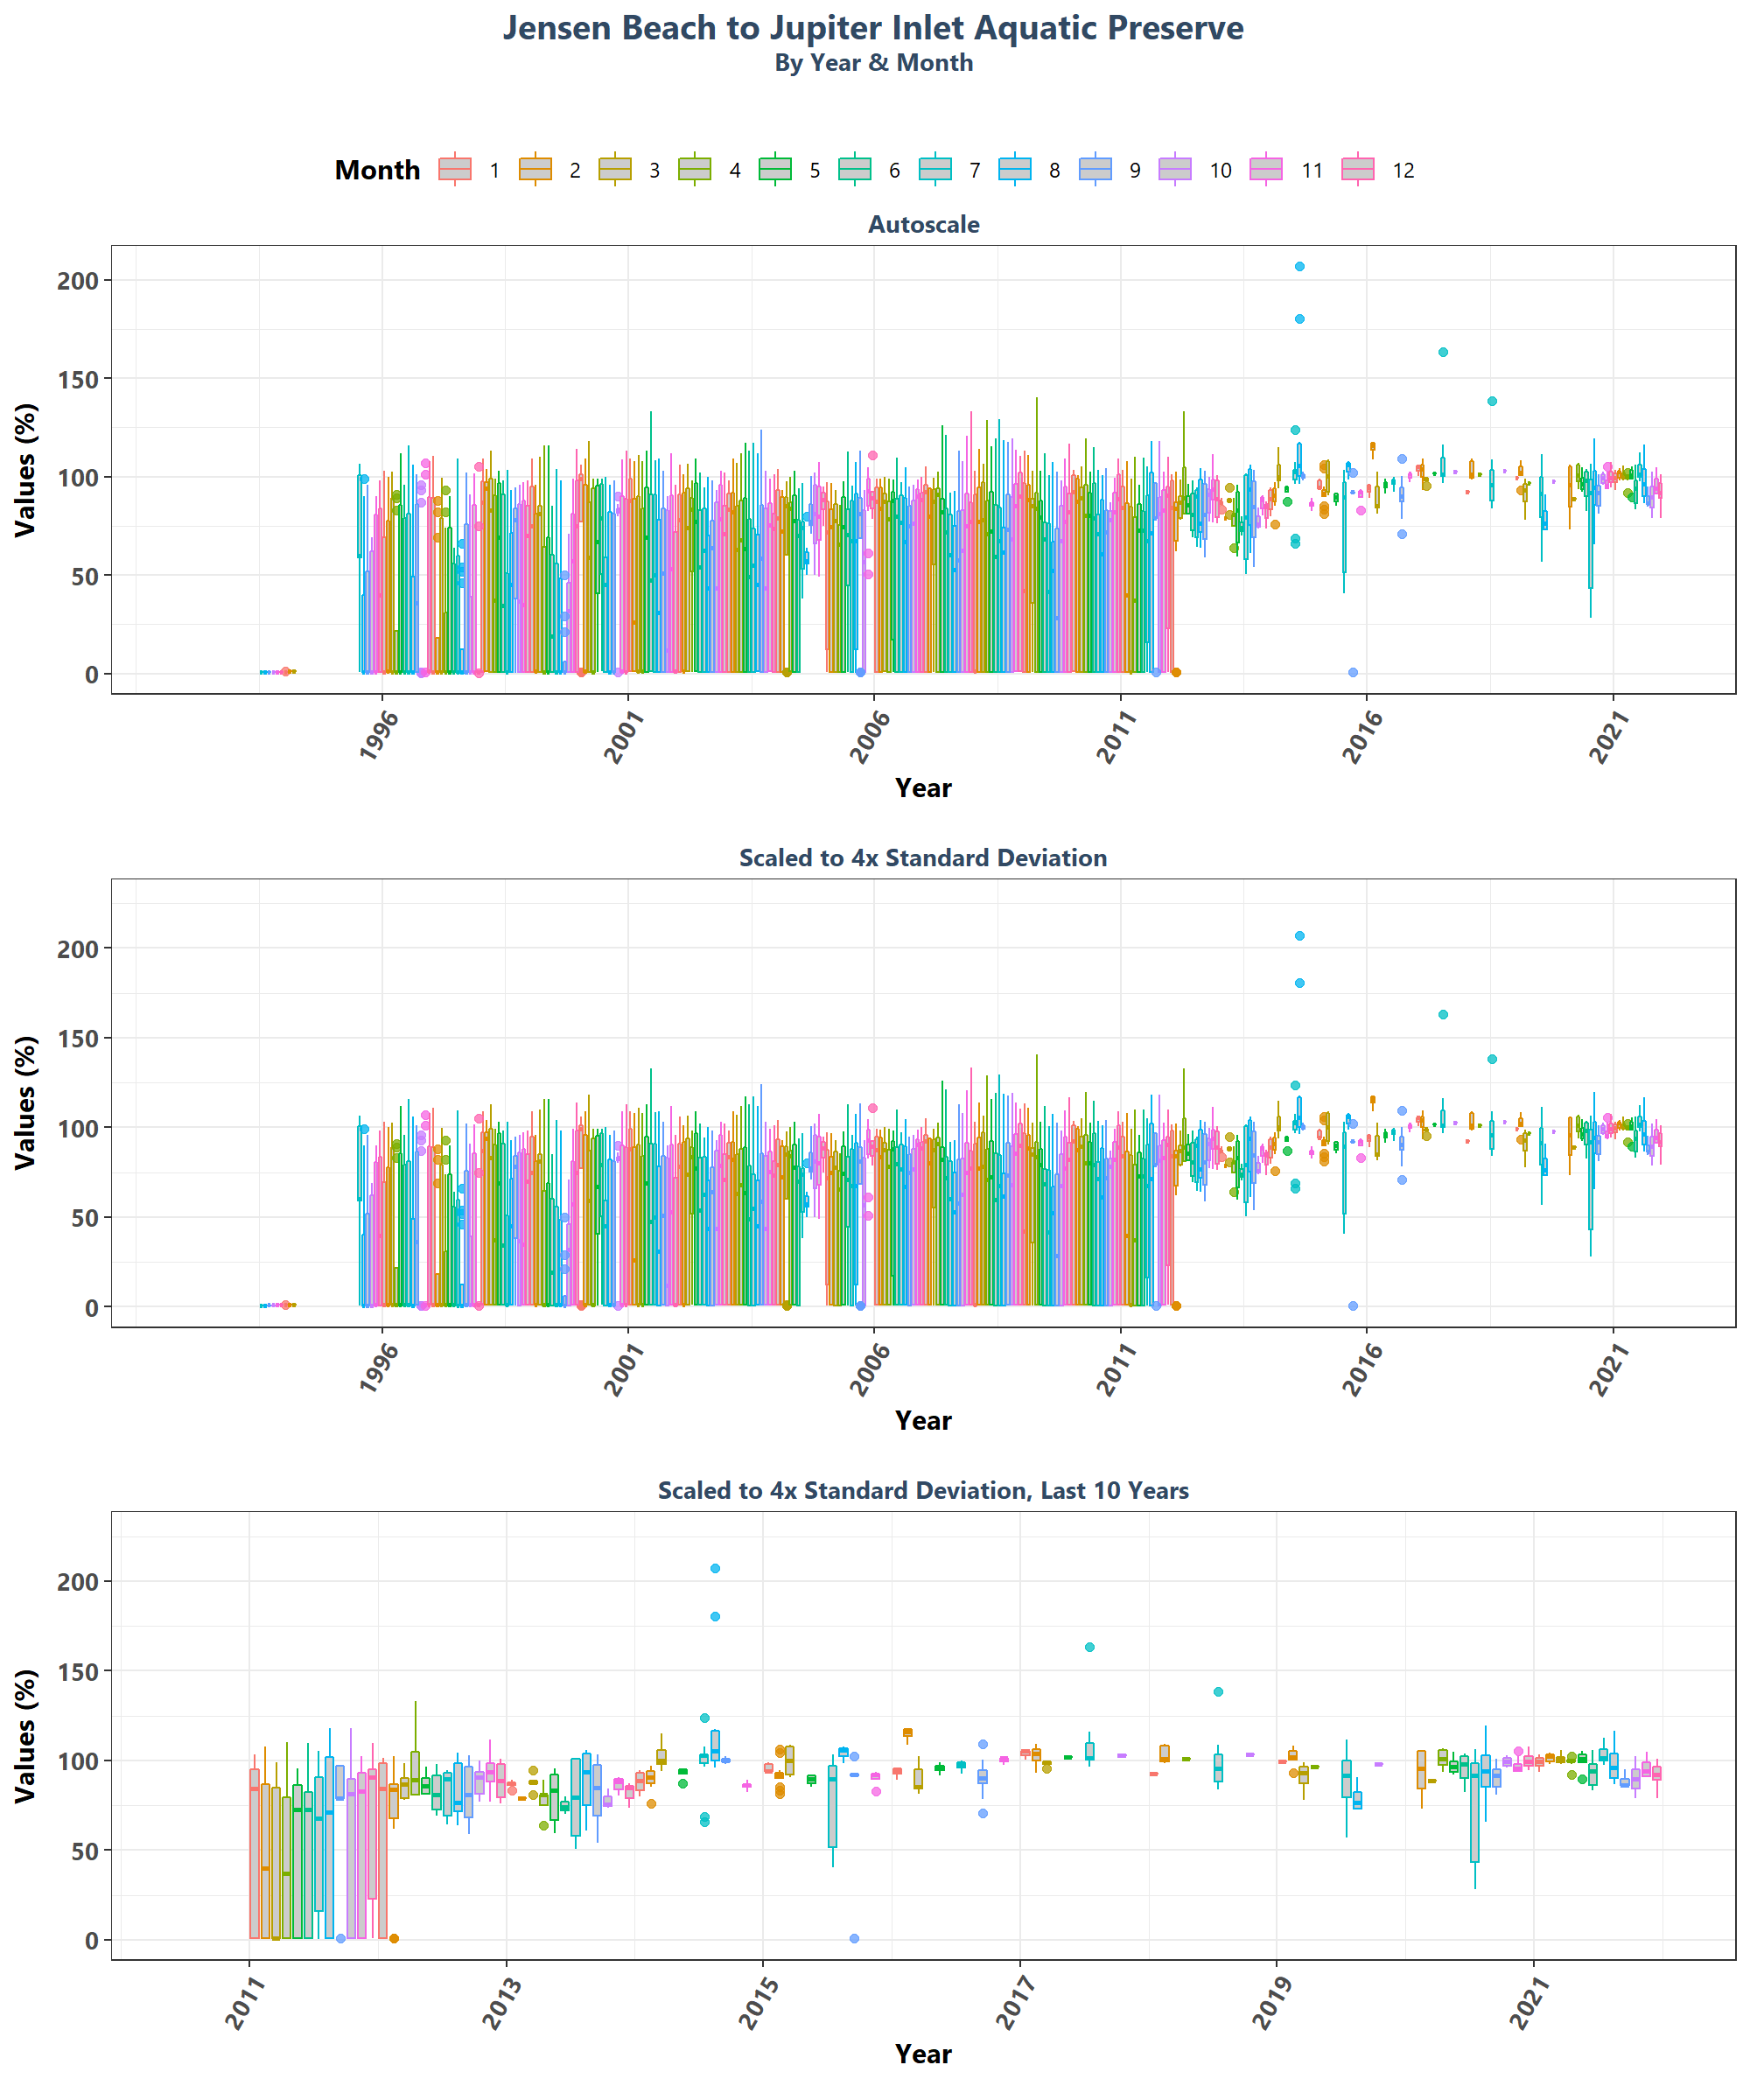 Jensen Beach to Jupiter Inlet Aquatic Preserve
By Year & Month
Month 1 2 3 4 5 6 7 8 9 10 11 12
Autoscale
Values (%)
200
150
100
50
0
1996 2001 2006 2011 2016 2021
Year
Scaled to 4x Standard Deviation
Values (%)
200
150
100
50
0
1996 2001 2006 2011 2016 2021
Year
Scaled to 4x Standard Deviation, Last 10 Years
Values (%)
200
150
100
50
0
2011 2013 2015 2017 2019 2021
Year